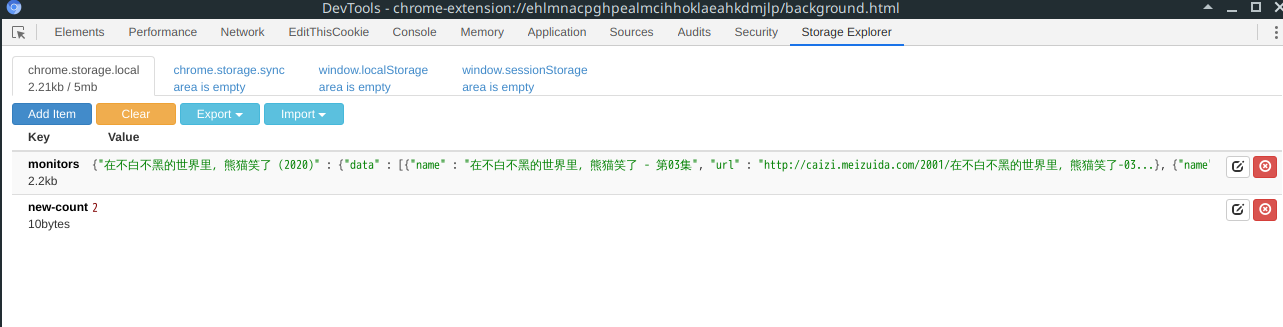 DevTools - chrome-extension://ehlmnacpghpealmcihhoklaeahkdmjlp/background.html
Elements Performance Network EditThisCookie Console Memory Application Sources Audits Security Storage Explorer
chrome.storage.local chrome.storage.sync window.localStorage window.sessionStorage
2.21kb / 5mb area is empty area is empty area is empty
Add Item Clear Export Import
Key Value
monitors {"在不白不黑的世界里, 熊猫笑了 (2020)" : {"data" : [{"name" : "在不白不黑的世界里, 熊猫笑了 - 第03集", "url" : "http://caizi.meizuida.com/2001/在不白不黑的世界里, 熊猫笑了-03...}, {"name"
2.2kb
new-count 2
10bytes